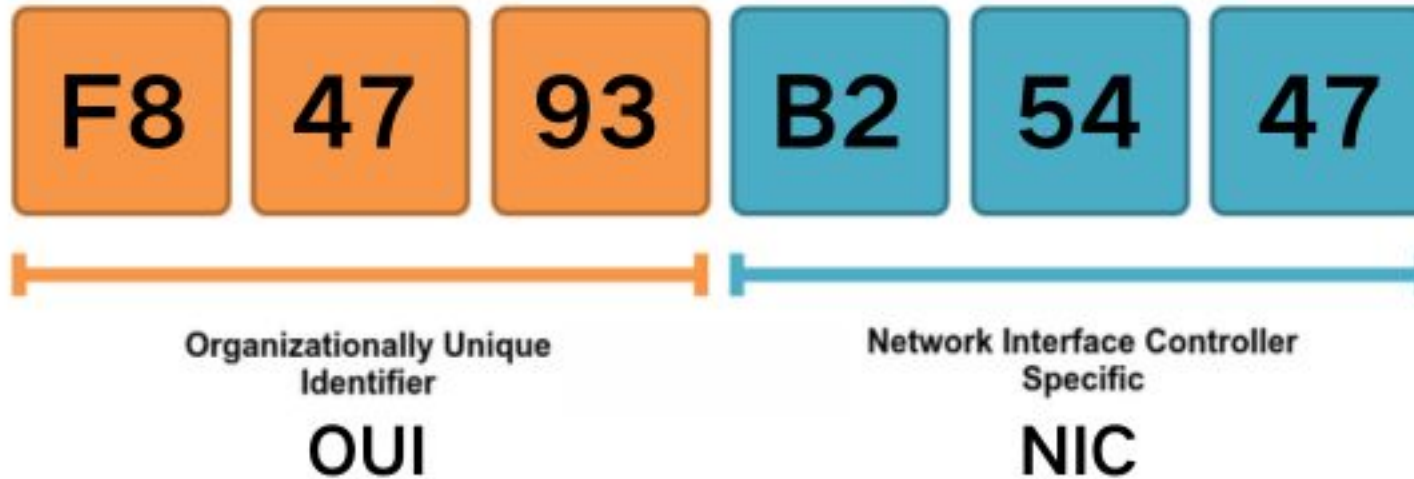 F8 47 93 B2 54 47
Organizationally Unique
Identifier
OUI
Network Interface Controller
Specific
NIC